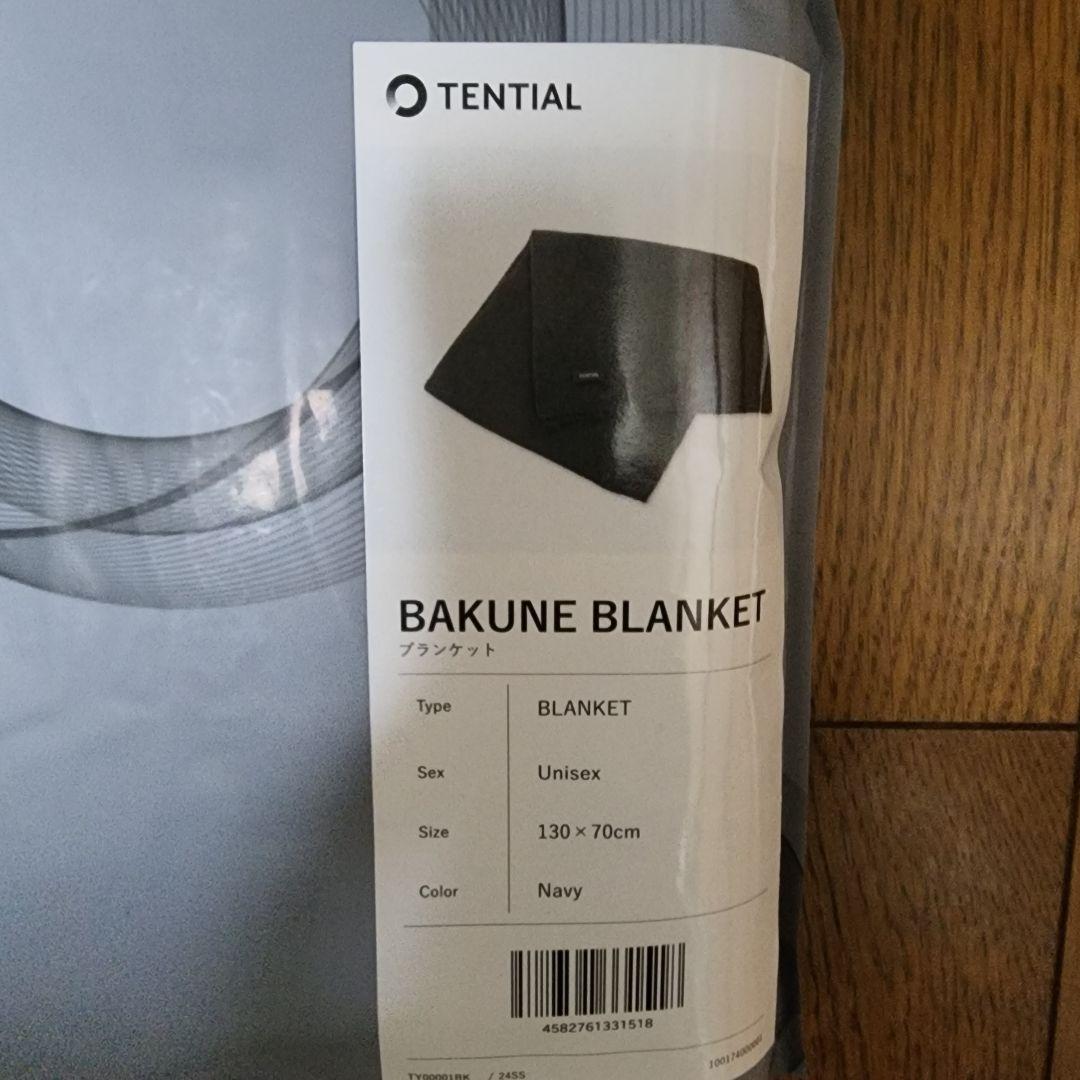 TENTIAL
BAKUNE BLANKET
ブランケット
Type BLANKET
Sex Unisex
Size 130×70cm
Color Navy
4582761331518
/ 24SS